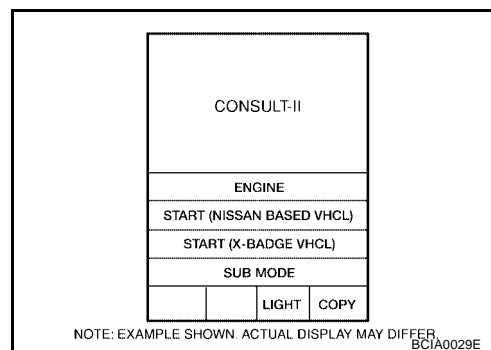 CONSULT-II
ENGINE
START (NISSAN BASED VHCL)
START (X-BADGE VHCL)
SUB MODE
LIGHT COPY
NOTE: EXAMPLE SHOWN. ACTUAL DISPLAY MAY DIFFER.
BCIA0029E